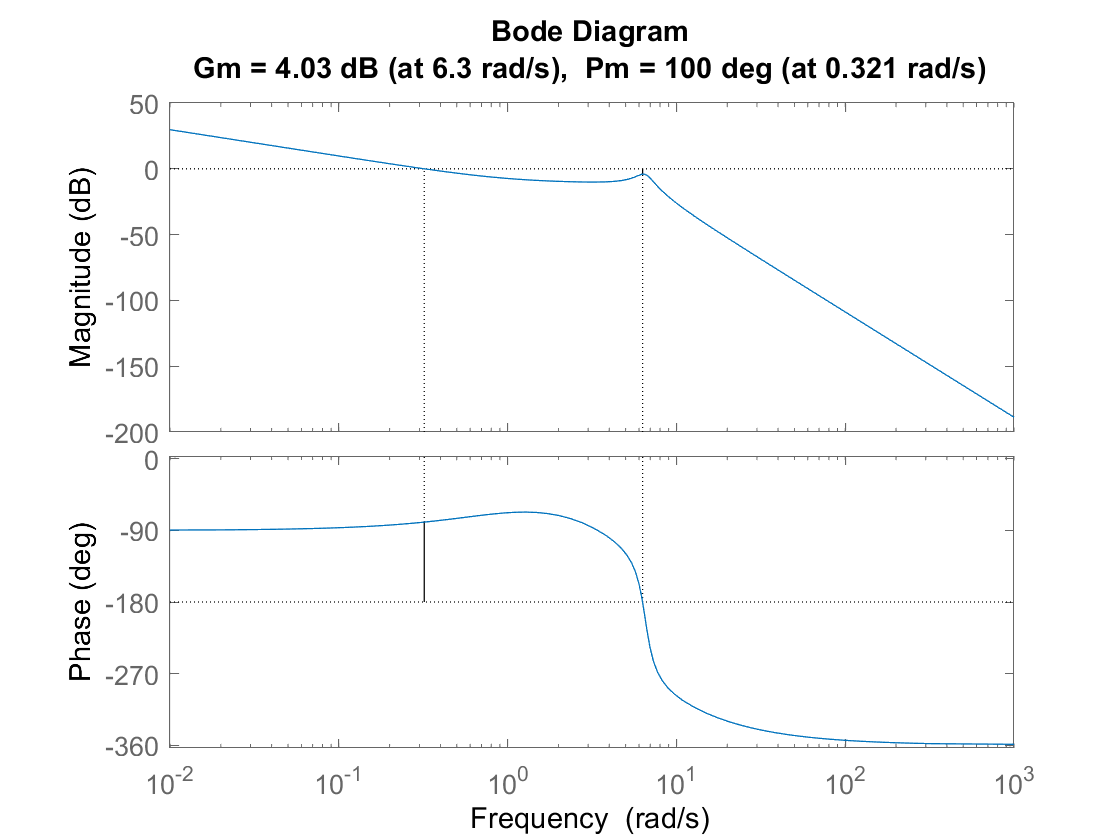 Bode Diagram
Gm = 4.03 dB (at 6.3 rad/s),  Pm = 100 deg (at 0.321 rad/s)
Magnitude (dB)
50
0
-50
-100
-150
-200
Phase (deg)
0
-90
-180
-270
-360
10^-2 10^-1 10^0 10^1 10^2 10^3
Frequency  (rad/s)